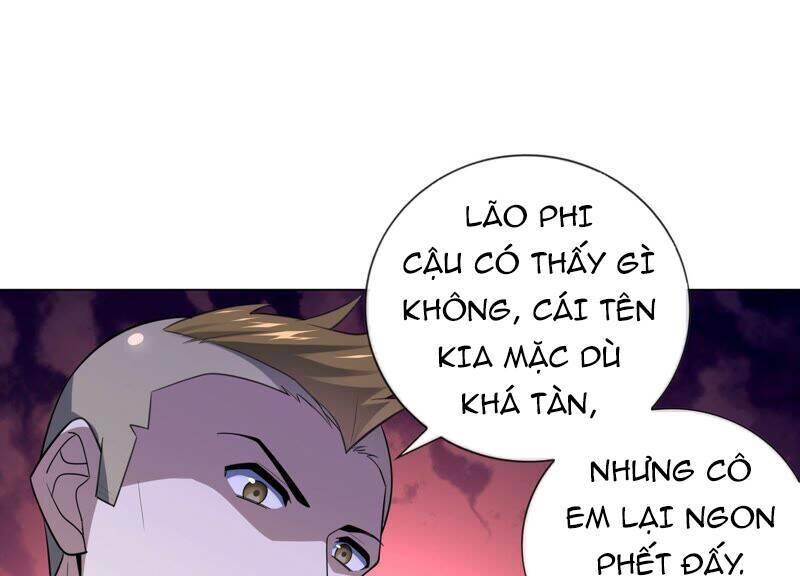 LÃO PHI
CẬU CÓ THẤY GÌ
KHÔNG, CÁI TÊN
KIA MẶC DÙ
KHÁ TÀN,
NHƯNG CÔ
EM LẠI NGON
PHẾT ĐẤY.